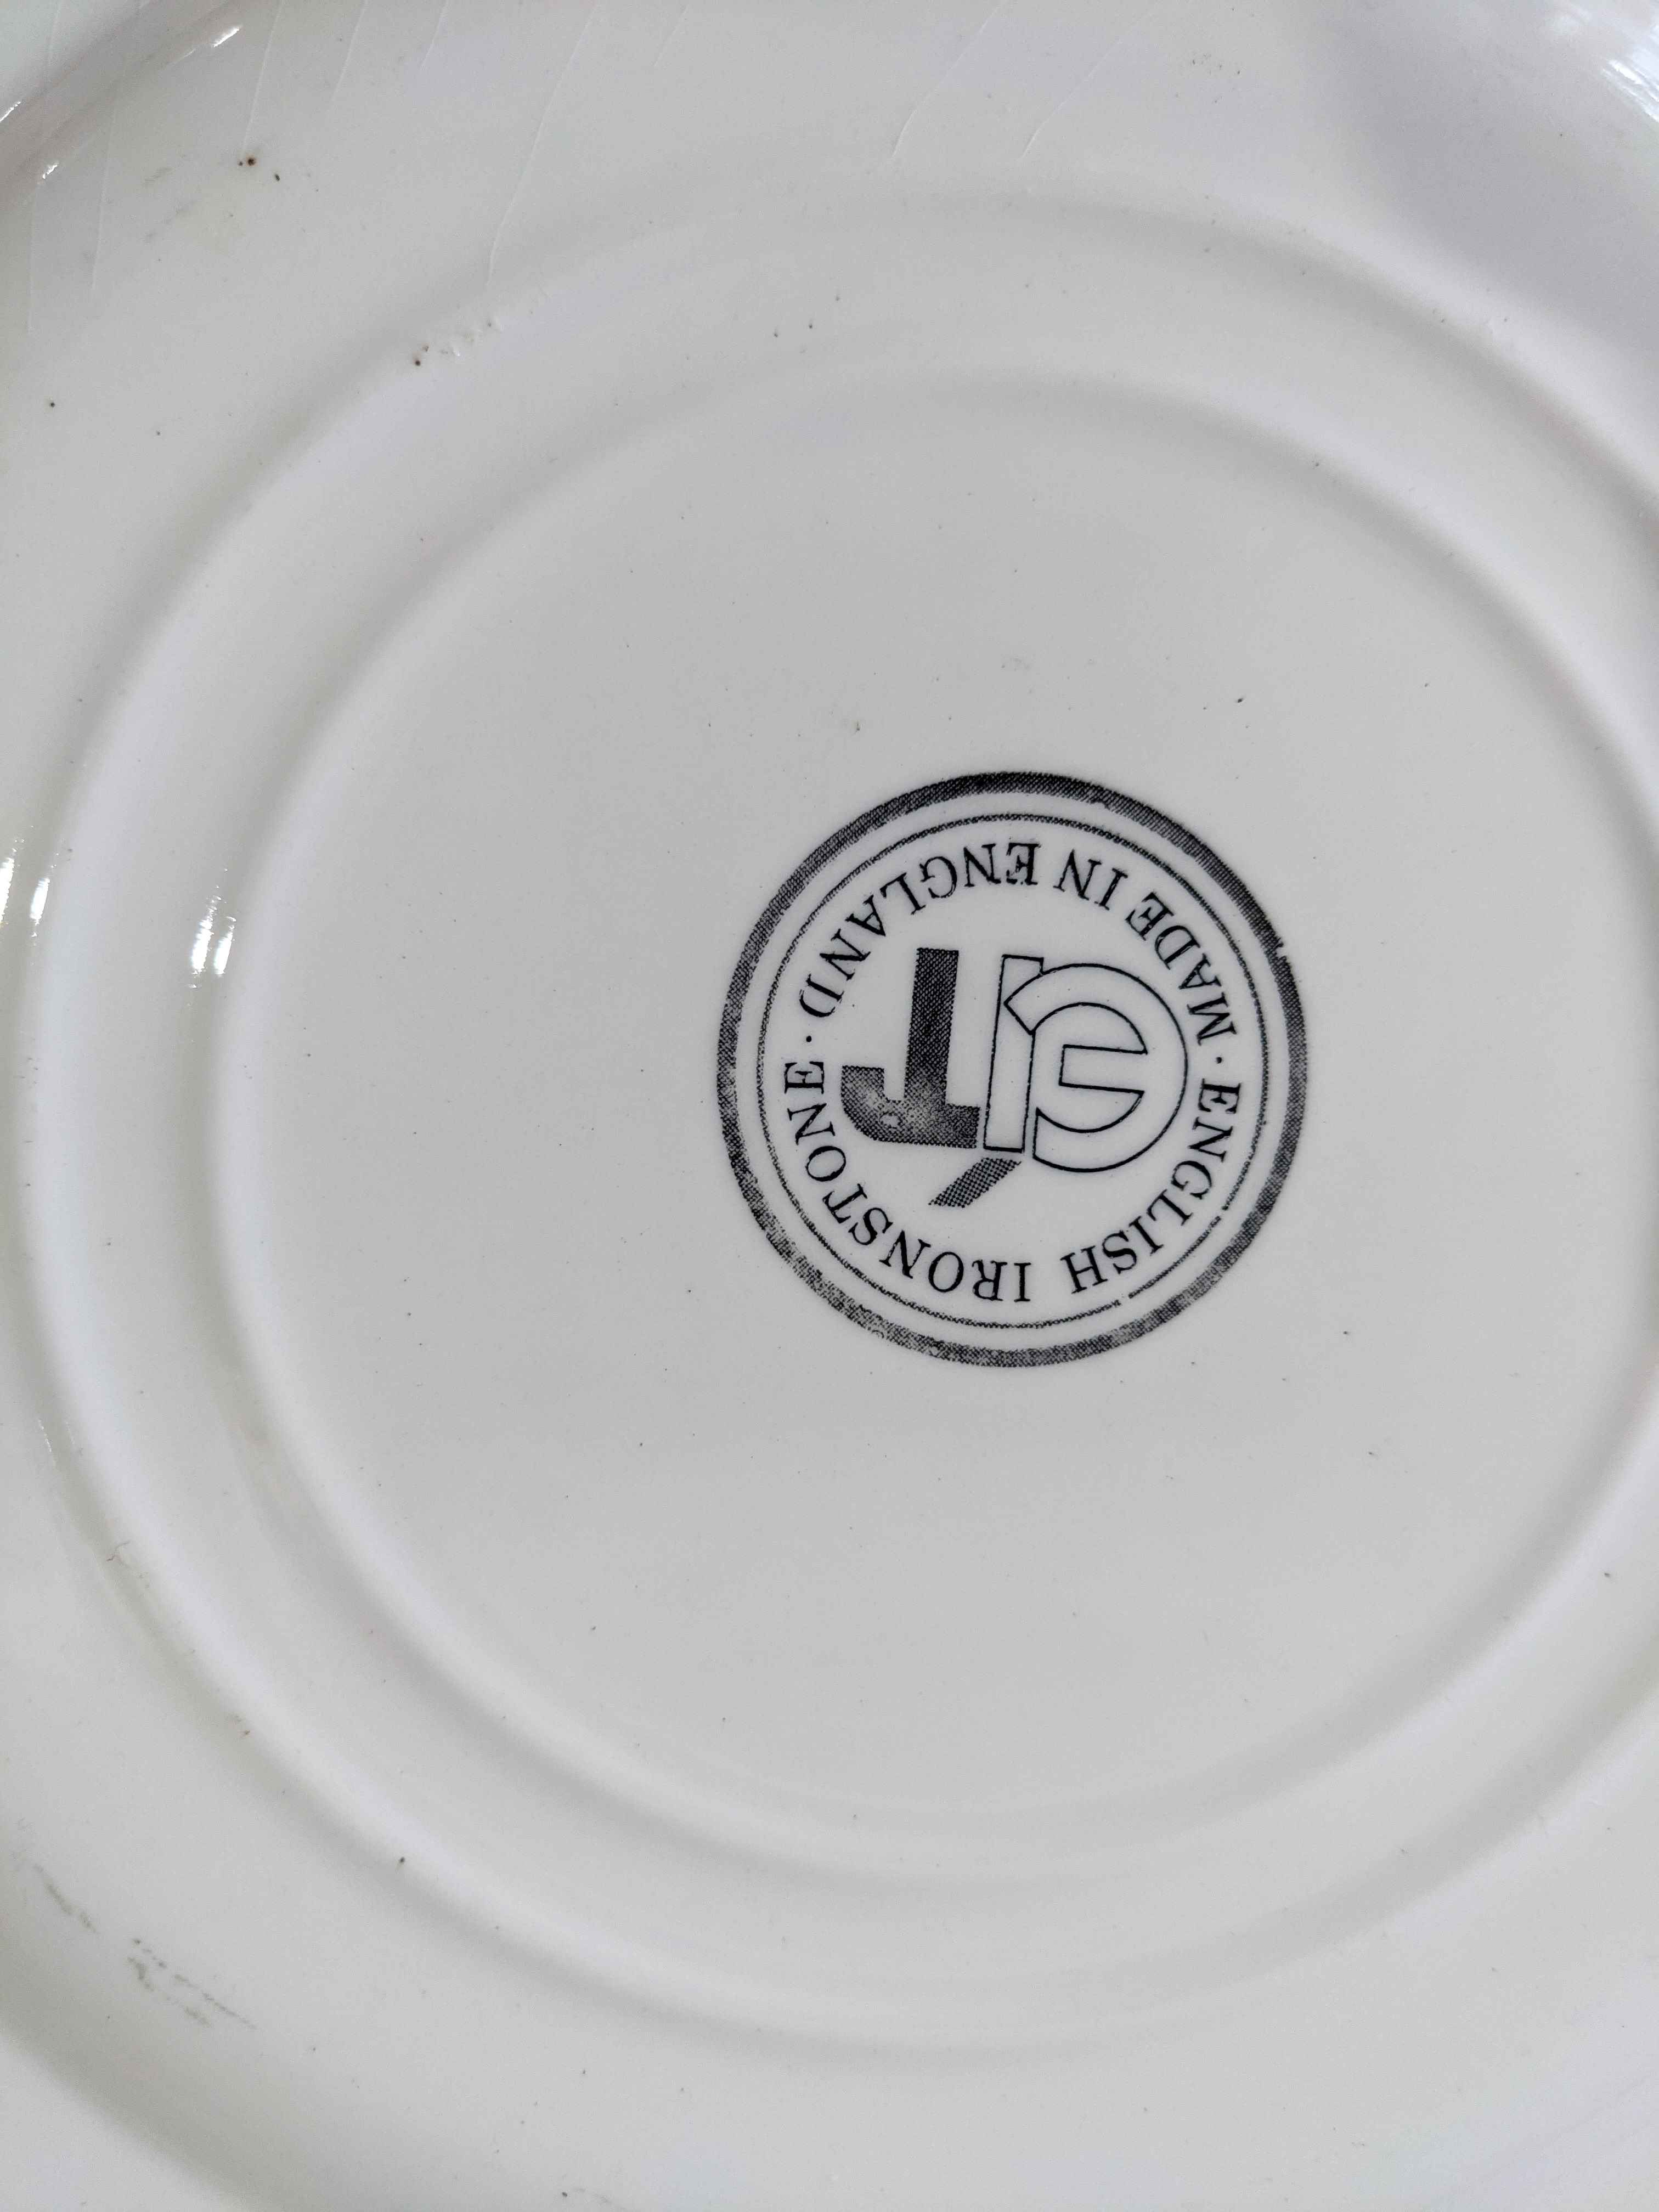 ENGLISH IRONSTONE ·
EIT
MADE IN ENGLAND ·